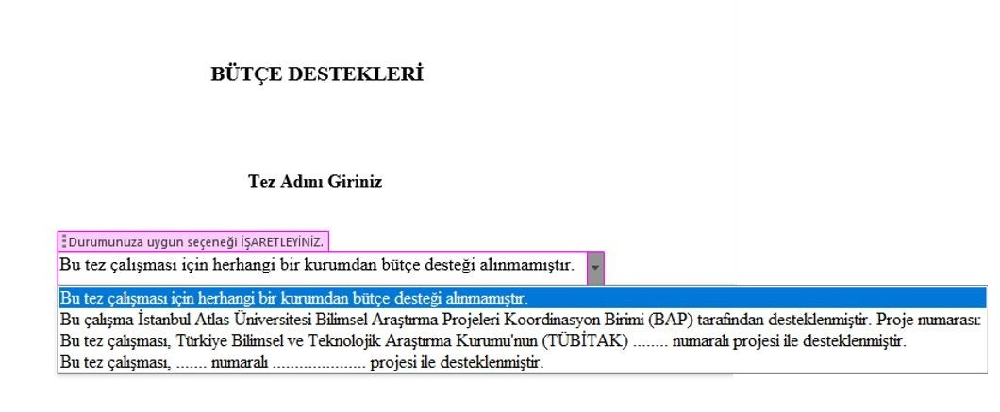 BÜTÇE DESTEKLERİ
Tez Adını Giriniz
Durumunuza uygun seçeneği İŞARETLEYİNİZ.
Bu tez çalışması için herhangi bir kurumdan bütçe desteği alınmamıştır.
Bu tez çalışması için herhangi bir kurumdan bütçe desteği alınmamıştır.
Bu çalışma İstanbul Atlas Üniversitesi Bilimsel Araştırma Projeleri Koordinasyon Birimi (BAP) tarafından desteklenmiştir. Proje numarası:
Bu tez çalışması, Türkiye Bilimsel ve Teknolojik Araştırma Kurumu'nun (TÜBİTAK) ........ numaralı projesi ile desteklenmiştir.
Bu tez çalışması, ....... numaralı ..................... projesi ile desteklenmiştir.